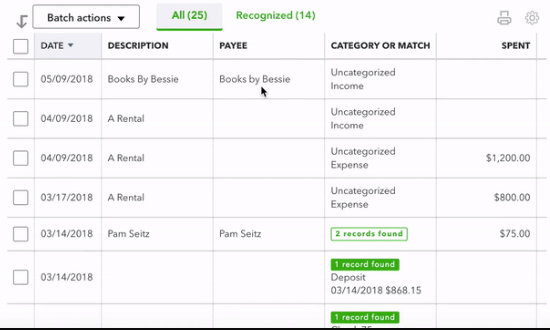 Batch actions All (25) Recognized (14)
DATE DESCRIPTION PAYEE CATEGORY OR MATCH SPENT
05/09/2018 Books By Bessie Books by Bessie Uncategorized
Income
04/09/2018 A Rental Uncategorized
Income
04/09/2018 A Rental Uncategorized
Expense $1,200.00
03/17/2018 A Rental Uncategorized
Expense $800.00
03/14/2018 Pam Seitz Pam Seitz 2 records found $75.00
1 record found
03/14/2018 Deposit
03/14/2018 $868.15
1 record found